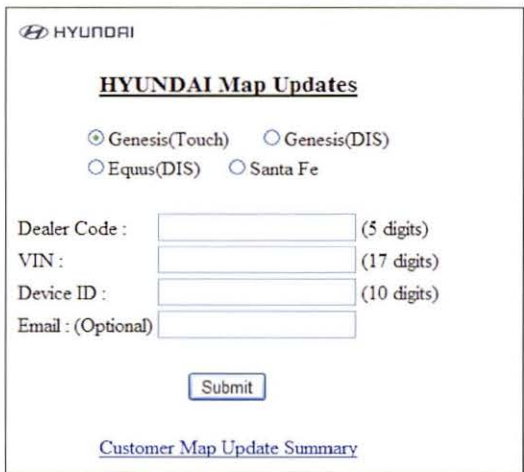 HYUNDAI
HYUNDAI Map Updates
Genesis(Touch) Genesis(DIS)
Equus(DIS) Santa Fe
Dealer Code : (5 digits)
VIN : (17 digits)
Device ID : (10 digits)
Email : (Optional)
Submit
Customer Map Update Summary